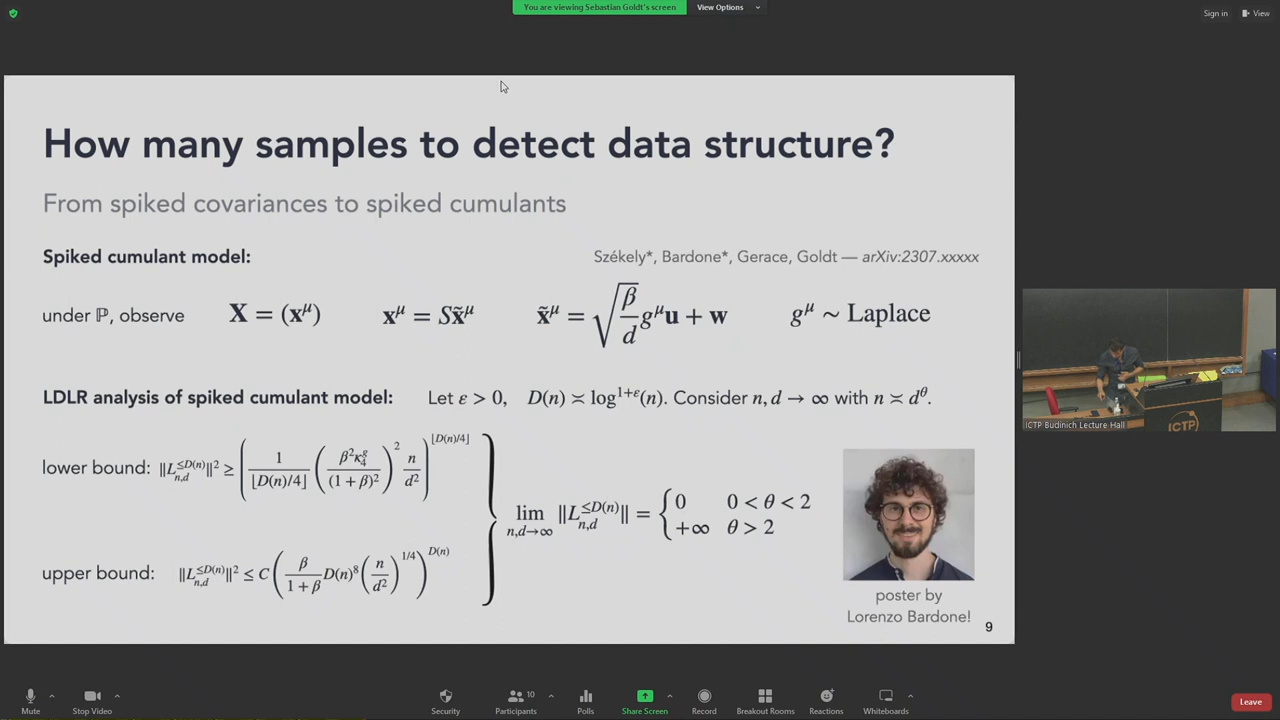 You are viewing Sebastian Goldt's screen
View Options
Sign in
View
How many samples to detect data structure?
From spiked covariances to spiked cumulants
Spiked cumulant model:
Székely*, Bardone*, Gerace, Goldt — arXiv:2307.xxxxx
under ℙ, observe X = (x^μ) x^μ = Sx̃^μ x̃^μ = √(β/d) g^μ u + w g^μ ~ Laplace
LDLR analysis of spiked cumulant model: Let ε > 0, D(n) ≍ log^{1+ε}(n). Consider n, d → ∞ with n ≍ d^θ.
lower bound: ‖L_{n,d}^{≤D(n)}‖² ≥ (1/⌊D(n)/4⌋ (β²κ₄^g/(1+β)²)² n/d²)^{⌊D(n)/4⌋}
lim_{n,d→∞} ‖L_{n,d}^{≤D(n)}‖ = { 0 0 < θ < 2
+∞ θ > 2
upper bound: ‖L_{n,d}^{≤D(n)}‖² ≤ C (β/(1+β) D(n)⁸ (n/d²)^{1/4})^{D(n)}
poster by
Lorenzo Bardone!
9
ICTP
ICTP Budinich Lecture Hall
Mute
Stop Video
Security
Participants
10
Polls
Share Screen
Record
Breakout Rooms
Reactions
Whiteboards
Leave